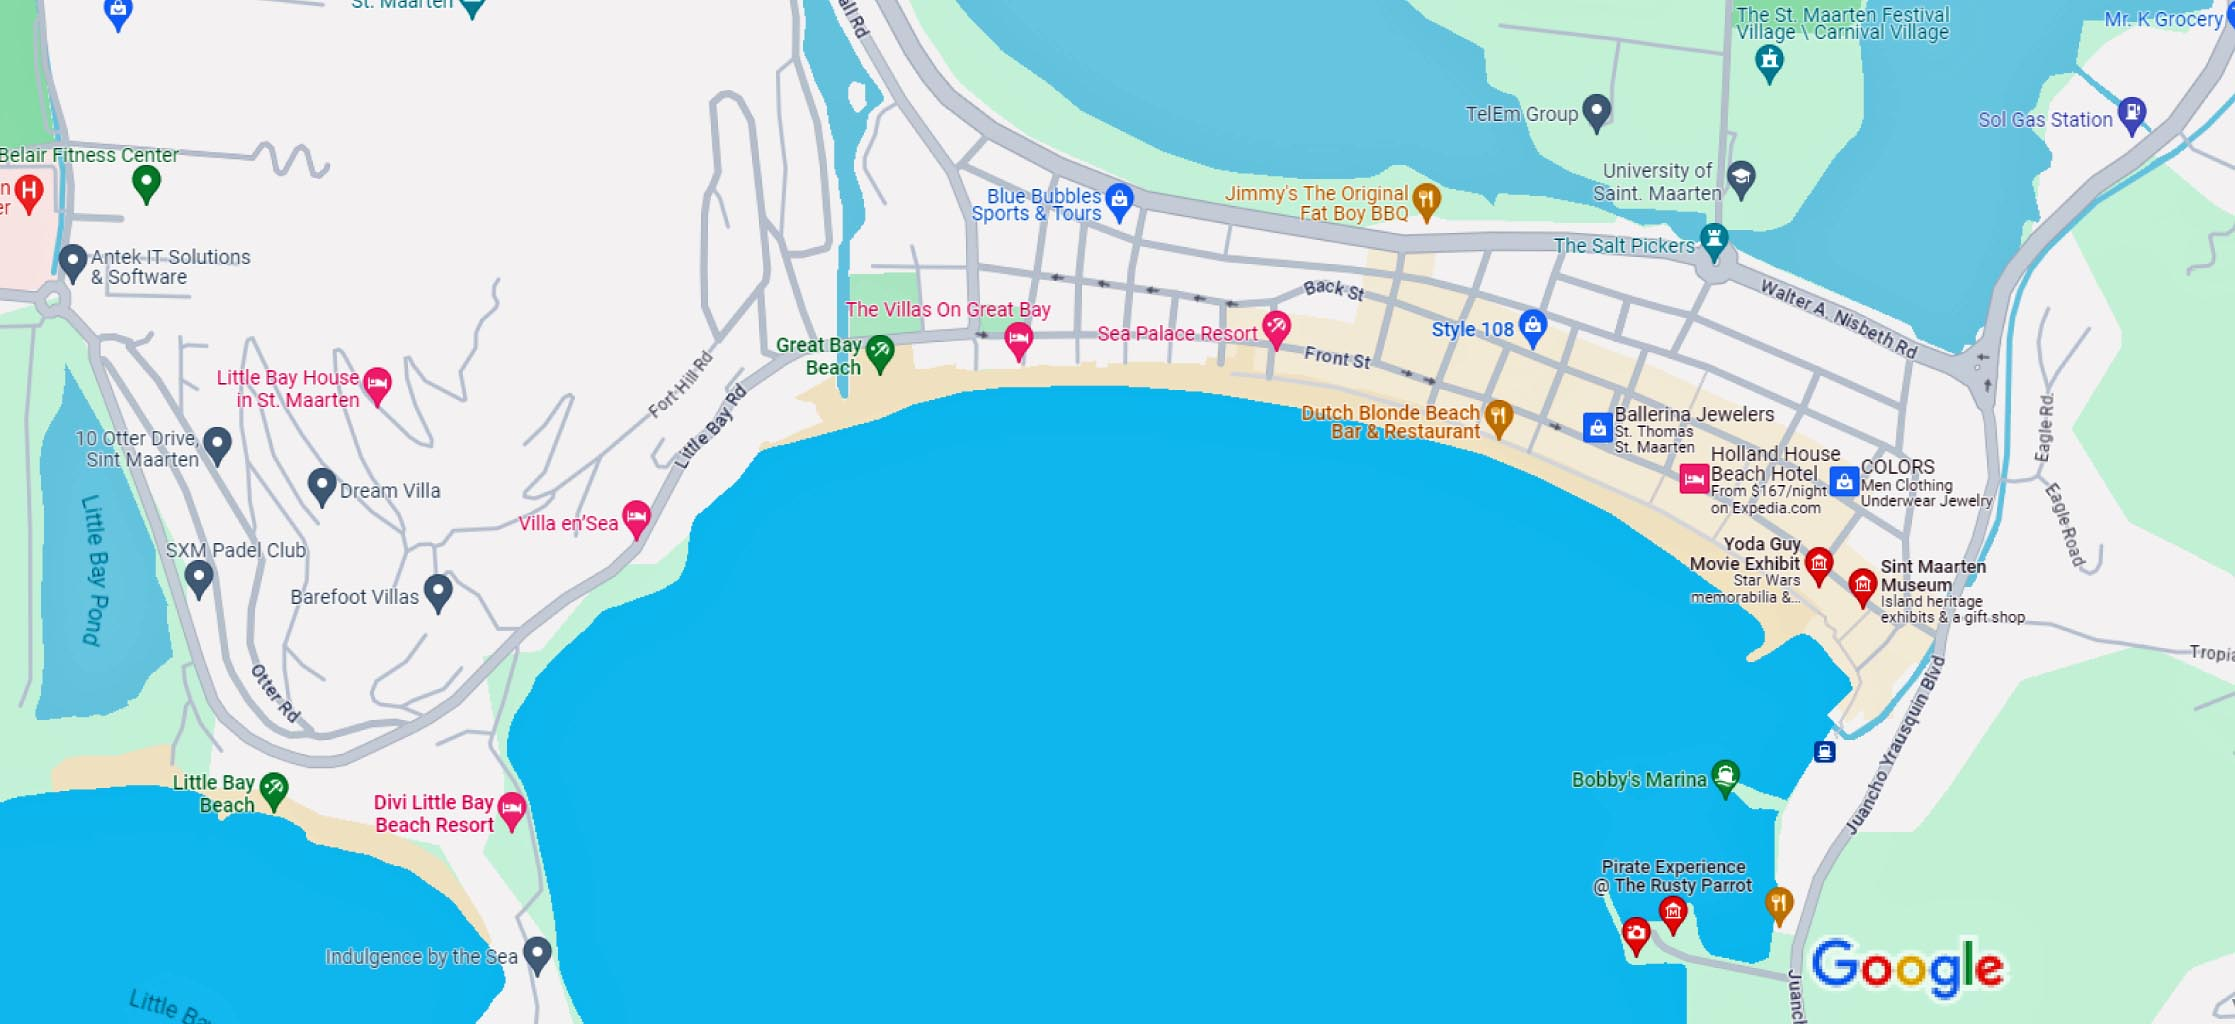 St. Maarten
all Rd
The St. Maarten Festival
Village \ Carnival Village
Mr. K Grocery
TelEm Group
Sol Gas Station
Belair Fitness Center
n
er
University of
Saint. Maarten
Blue Bubbles
Sports & Tours
Jimmy's The Original
Fat Boy BBQ
The Salt Pickers
Antek IT Solutions
& Software
Back St
Walter A. Nisbeth Rd
The Villas On Great Bay
Sea Palace Resort
Style 108
Great Bay
Beach
Front St
Fort Hill Rd
Little Bay Rd
Little Bay House
in St. Maarten
Dutch Blonde Beach
Bar & Restaurant
Ballerina Jewelers
St. Thomas
St. Maarten
Eagle Rd
10 Otter Drive,
Sint Maarten
Holland House
Beach Hotel
From $167/night
on Expedia.com
COLORS
Men Clothing
Underwear Jewelry
Dream Villa
Eagle Road
Villa en'Sea
Little Bay Pond
SXM Padel Club
Yoda Guy
Movie Exhibit
Star Wars
memorabilia &...
Sint Maarten
Museum
Island heritage
exhibits & a gift shop
Barefoot Villas
Tropi
Otter Rd
Juancho Yrausquin Blvd
Little Bay
Beach
Bobby's Marina
Divi Little Bay
Beach Resort
Pirate Experience
@ The Rusty Parrot
Indulgence by the Sea
Google
Juanch
Little Ba